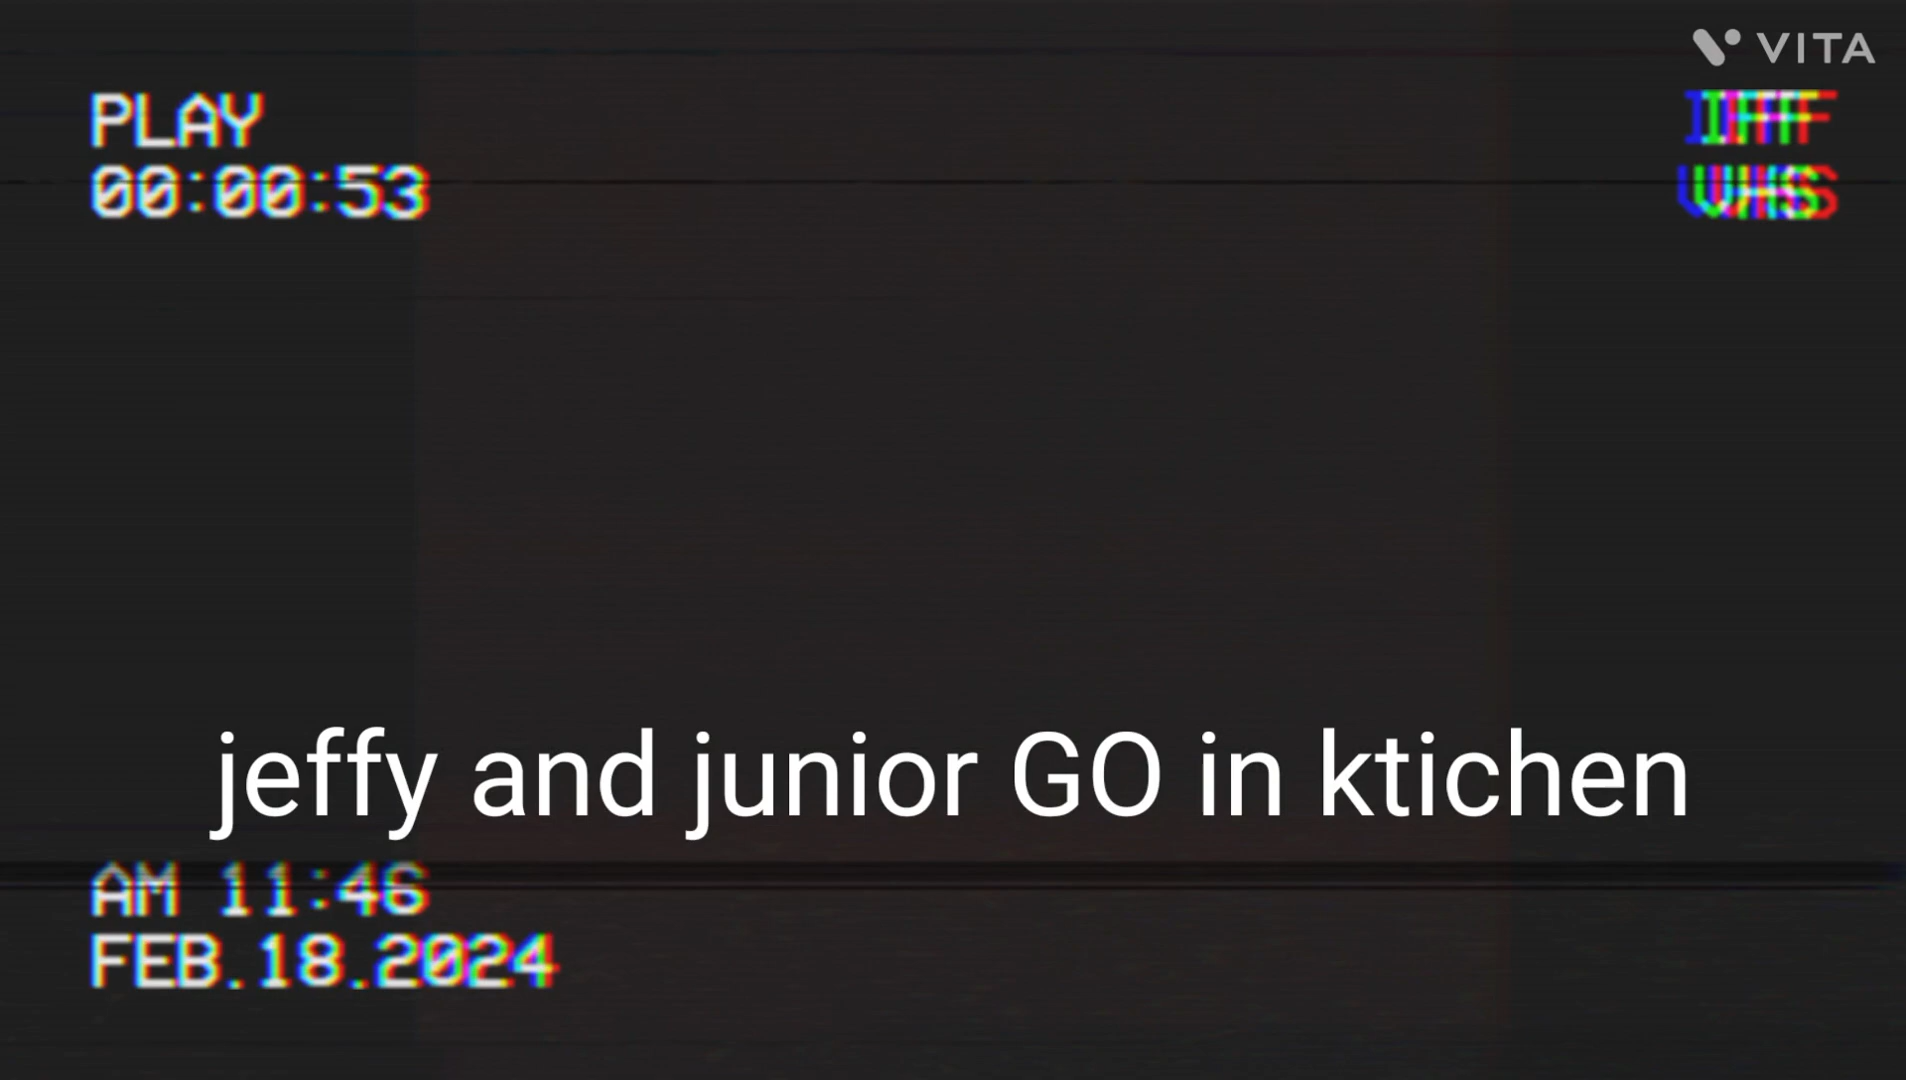 VITA
PLAY
00:00:53
jeffy and junior GO in ktichen
AM 11:46
FEB.18.2024